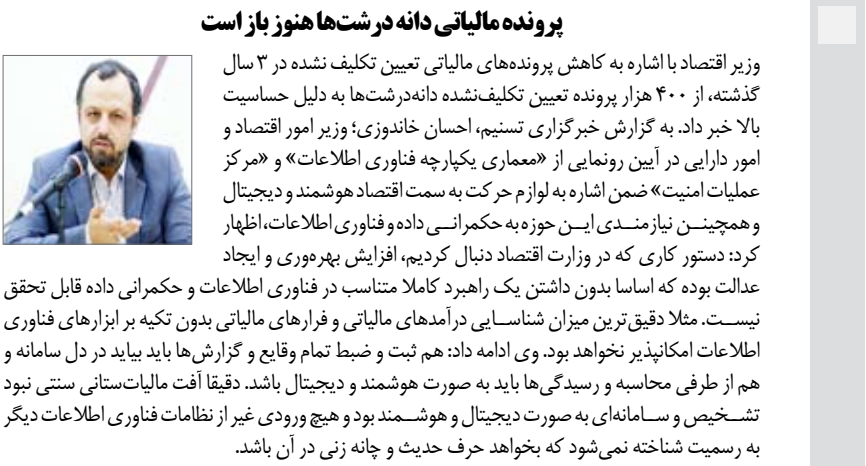 پرونده مالیاتی دانه درشت‌ها هنوز باز است
وزیر اقتصاد با اشاره به کاهش پرونده‌های مالیاتی تعیین تکلیف نشده در ۳ سال
گذشته، از ۴۰۰ هزار پرونده تعیین تکلیف‌نشده دانه‌درشت‌ها به دلیل حساسیت
بالا خبر داد. به گزارش خبرگزاری تسنیم، احسان خاندوزی؛ وزیر امور اقتصاد و
امور دارایی در آیین رونمایی از «معماری یکپارچه فناوری اطلاعات» و «مرکز
عملیات امنیت» ضمن اشاره به لوازم حرکت به سمت اقتصاد هوشمند و دیجیتال
و همچنین نیازمندی این حوزه به حکمرانی داده و فناوری اطلاعات، اظهار
کرد: دستور کاری که در وزارت اقتصاد دنبال کردیم، افزایش بهره‌وری و ایجاد
عدالت بوده که اساسا بدون داشتن یک راهبرد کاملا متناسب در فناوری اطلاعات و حکمرانی داده قابل تحقق
نیست. مثلا دقیق‌ترین میزان شناسایی درآمدهای مالیاتی و فرارهای مالیاتی بدون تکیه بر ابزارهای فناوری
اطلاعات امکانپذیر نخواهد بود. وی ادامه داد: هم ثبت و ضبط تمام وقایع و گزارش‌ها باید بیاید در دل سامانه و
هم از طرفی محاسبه و رسیدگی‌ها باید به صورت هوشمند و دیجیتال باشد. دقیقا آفت مالیات‌ستانی سنتی نبود
تشخیص و سامانه‌ای به صورت دیجیتال و هوشمند بود و هیچ ورودی غیر از نظامات فناوری اطلاعات دیگر
به رسمیت شناخته نمی‌شود که بخواهد حرف حدیث و چانه زنی در آن باشد.